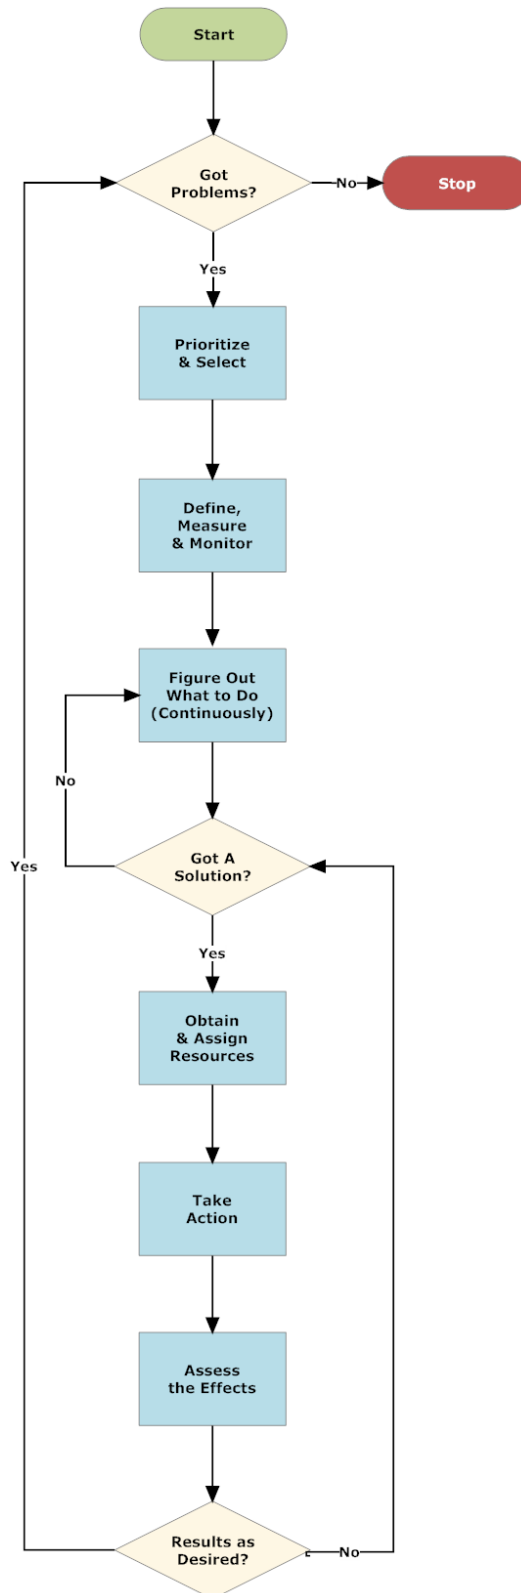 Start
Got
Problems?
No
Stop
Yes
Prioritize
& Select
Define,
Measure
& Monitor
Figure Out
What to Do
(Continuously)
No
Got A
Solution?
Yes
Yes
Obtain
& Assign
Resources
Take
Action
Assess
the Effects
Results as
Desired?
No